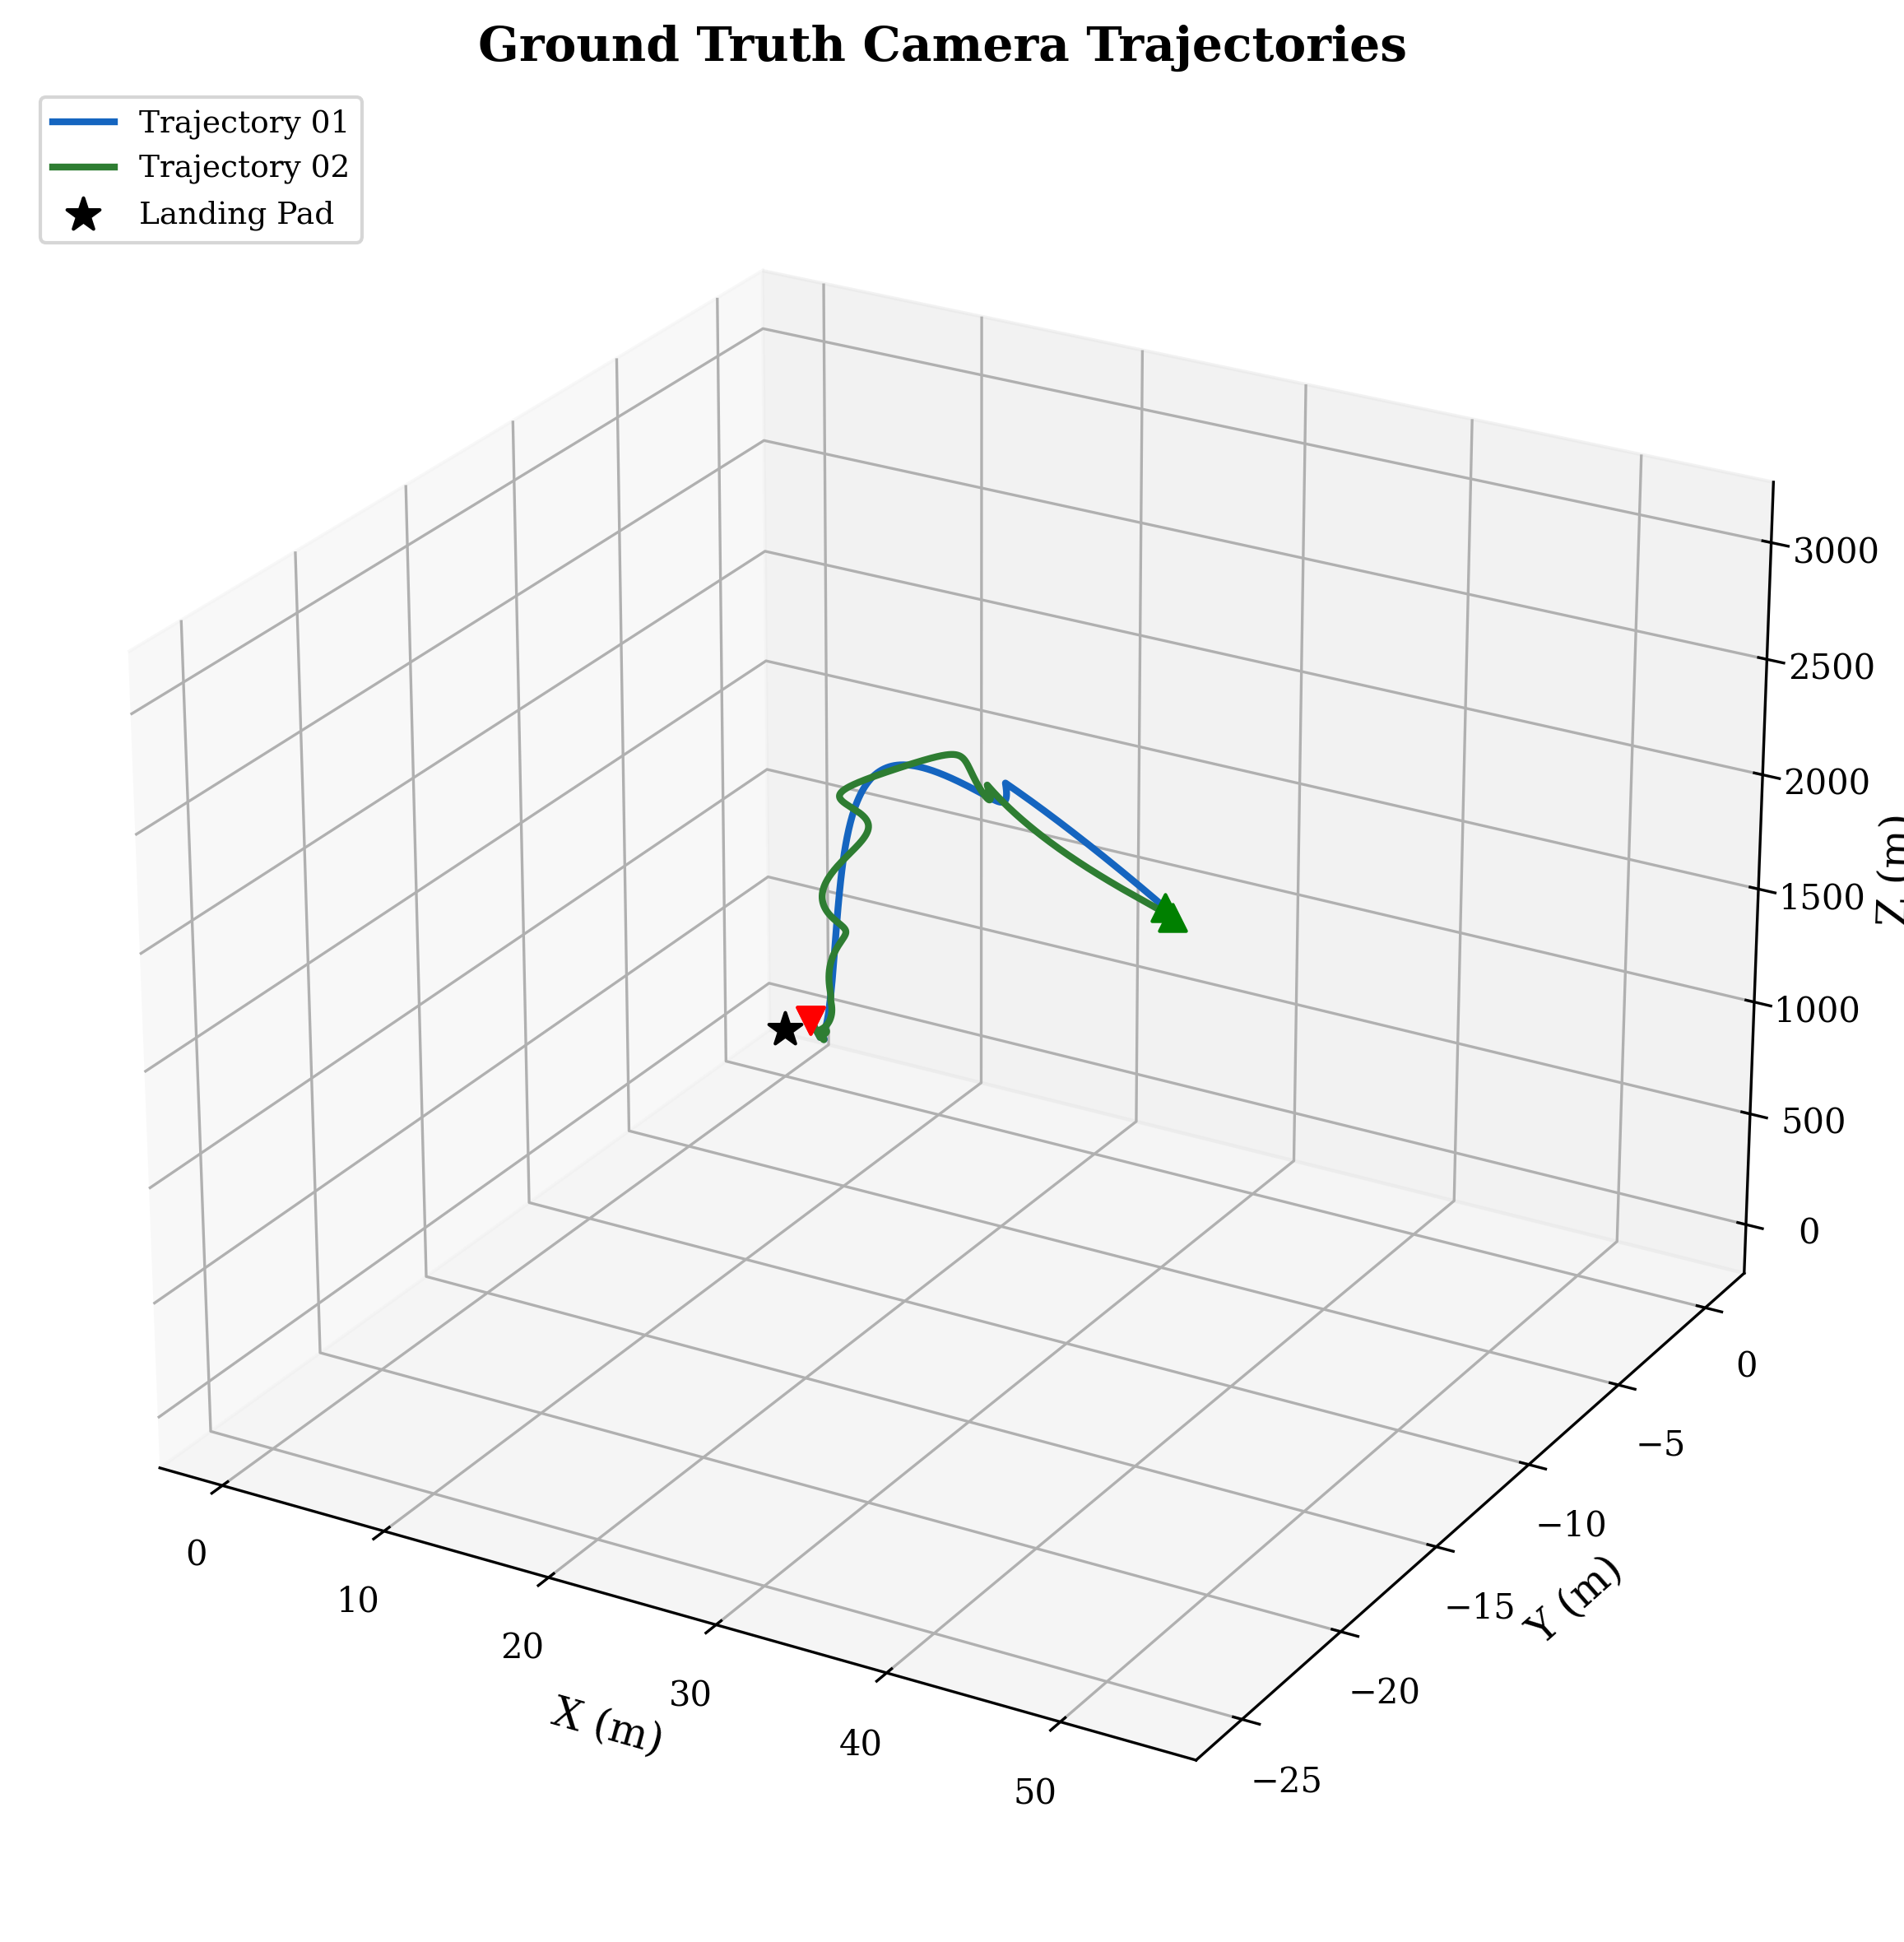 Ground Truth Camera Trajectories
Trajectory 01
Trajectory 02
Landing Pad
3000
2500
2000
1500
1000
500
0
Z (m)
0
−5
−10
−15
−20
−25
Y (m)
0
10
20
30
40
50
X (m)